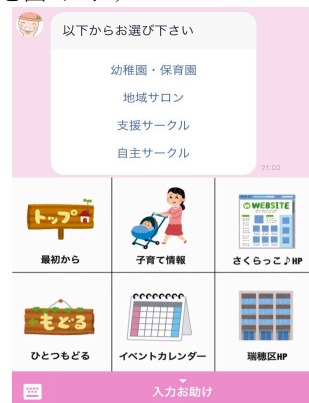 以下からお選び下さい
幼稚園・保育園
地域サロン
支援サークル
自主サークル
21:02
トップ
WEBSITE
最初から
子育て情報
さくらっこ♪HP
もどる
ひとつもどる
イベントカレンダー
瑞穂区HP
入力お助け